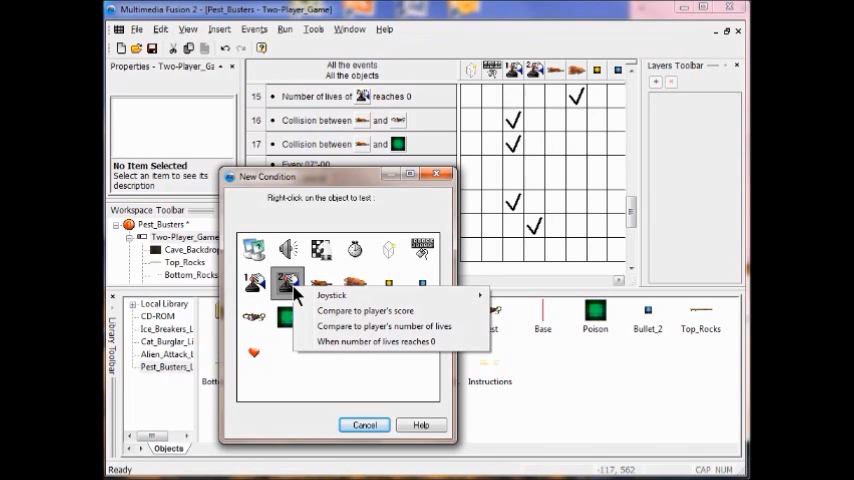 Multimedia Fusion 2 - [Pest_Busters - Two-Player_Game]
File Edit View Insert Events Run Tools Window Help
Properties - Two-Player_Ga
All the events
All the objects
Layers Toolbar
15 • Number of lives of reaches 0
16 • Collision between and
17 • Collision between and
• Every 07"-00
No Item Selected
Select an item to see its
description
Workspace Toolbar
Pest_Busters *
Two-Player_Game
Cave_Backdrop
Top_Rocks
Bottom_Rocks
New Condition
Right-click on the object to test :
1
2
Joystick
Compare to player's score
Compare to player's number of lives
When number of lives reaches 0
Cancel
Help
Library Toolbar
Local Library
CD-ROM
Ice_Breakers_L
Cat_Burglar_Li
Alien_Attack_L
Pest_Busters_L
Objects
Base
Poison
Bullet_2
Top_Rocks
Instructions
Ready
-117, 562
CAP NUM